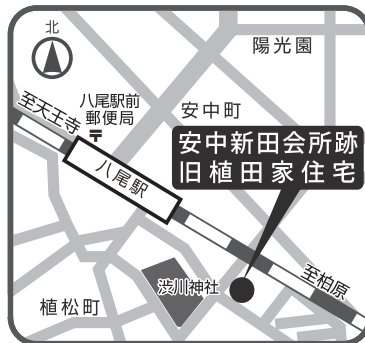 北
陽光園
至天王寺
八尾駅前
郵便局
安中町
安中新田会所跡
旧植田家住宅
八尾駅
至柏原
渋川神社
植松町